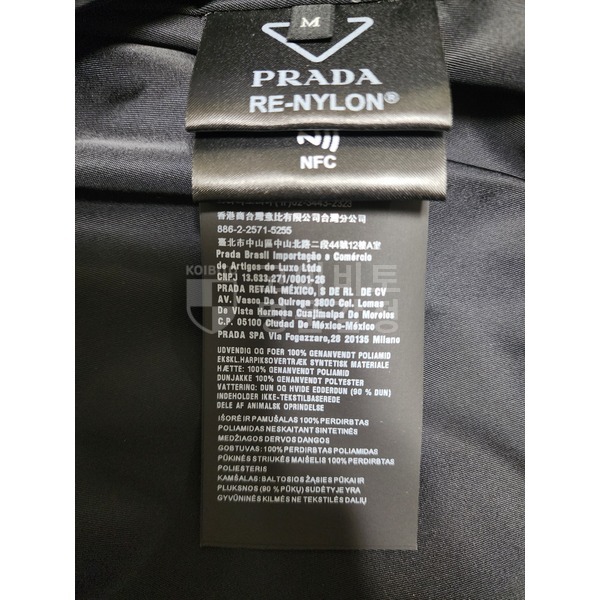 M
PRADA
RE-NYLON®
NFC
02-3443-2323
香港商台灣普比有限公司台灣分公司
886-2-2571-5255
臺北市中山區中山北路二段44號12樓A室
Prada Brasil Importação e Comércio
de Artigos de Luxo Ltda
CNPJ 13.633.271/0001-26
PRADA RETAIL MÉXICO, S DE RL DE CV
AV. Vasco De Quiroga 3800 Col. Lomas
De Vista Hermosa Cuajimalpa De Morelos
C.P. 05100 Ciudad De México-México
PRADA SPA Via Fogazzaro,28 20135 Milano
UDVENDIG OG FOER 100% GENANVENDT POLIAMID
EKSKL.HARPIKSOVERTRÆK SYNTETISK MATERIALE
HÆTTE: 100% GENANVENDT POLIAMID
DUNJAKKE 100% GENANVENDT POLYESTER
VATTERING: DUN OG HVIDE EDDERDUN (90 % DUN)
INDEHOLDER IKKE-TEKSTILBASEREDE
DELE AF ANIMALSK OPRINDELSE
IŠORĖ IR PAMUŠALAS 100% PERDIRBTAS
POLIAMIDAS NESKAITANT SINTETINĖS
MEDŽIAGOS DERVOS DANGOS
GOBTUVAS: 100% PERDIRBTAS POLIAMIDAS
PŪKINĖS STRIUKĖS MAIŠELIS 100% PERDIRBTAS
POLIESTERIS
KAMŠALAS: BALTOSIOS ŽĄSIES PŪKAI IR
PLUKSNOS (90 % PŪKŲ) SUDĖTYJE YRA
GYVŪNINĖS KILMĖS NE TEKSTILĖS DALIŲ
KOIB